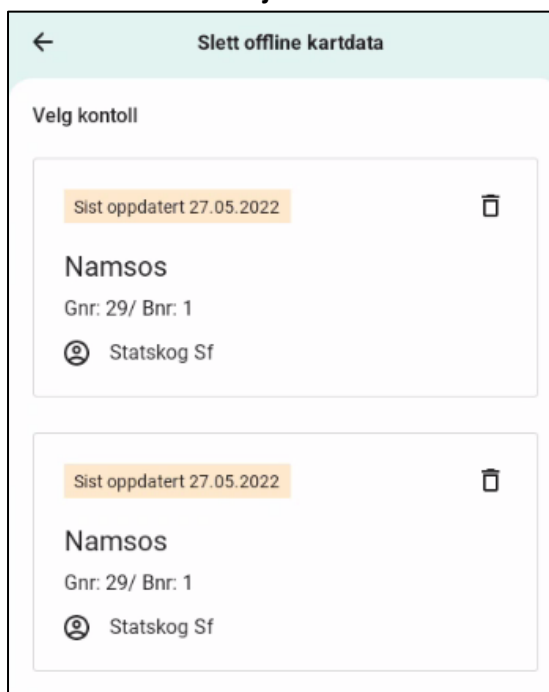 Slett offline kartdata
Velg kontoll
Sist oppdatert 27.05.2022
Namsos
Gnr: 29/ Bnr: 1
Statskog Sf
Sist oppdatert 27.05.2022
Namsos
Gnr: 29/ Bnr: 1
Statskog Sf